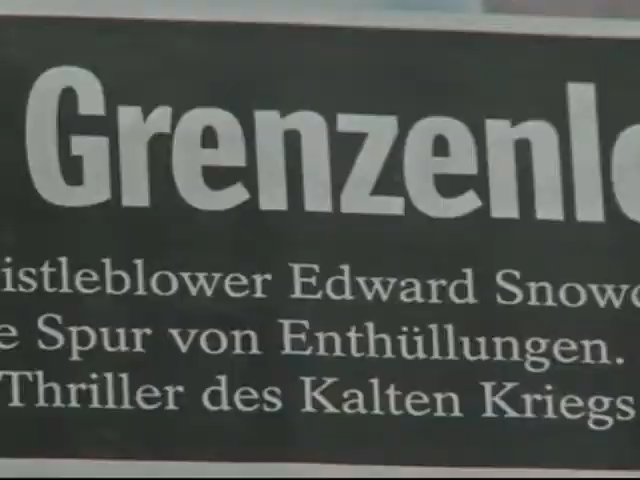 Grenzenl
istleblower Edward Snow
e Spur von Enthüllungen.
Thriller des Kalten Kriegs